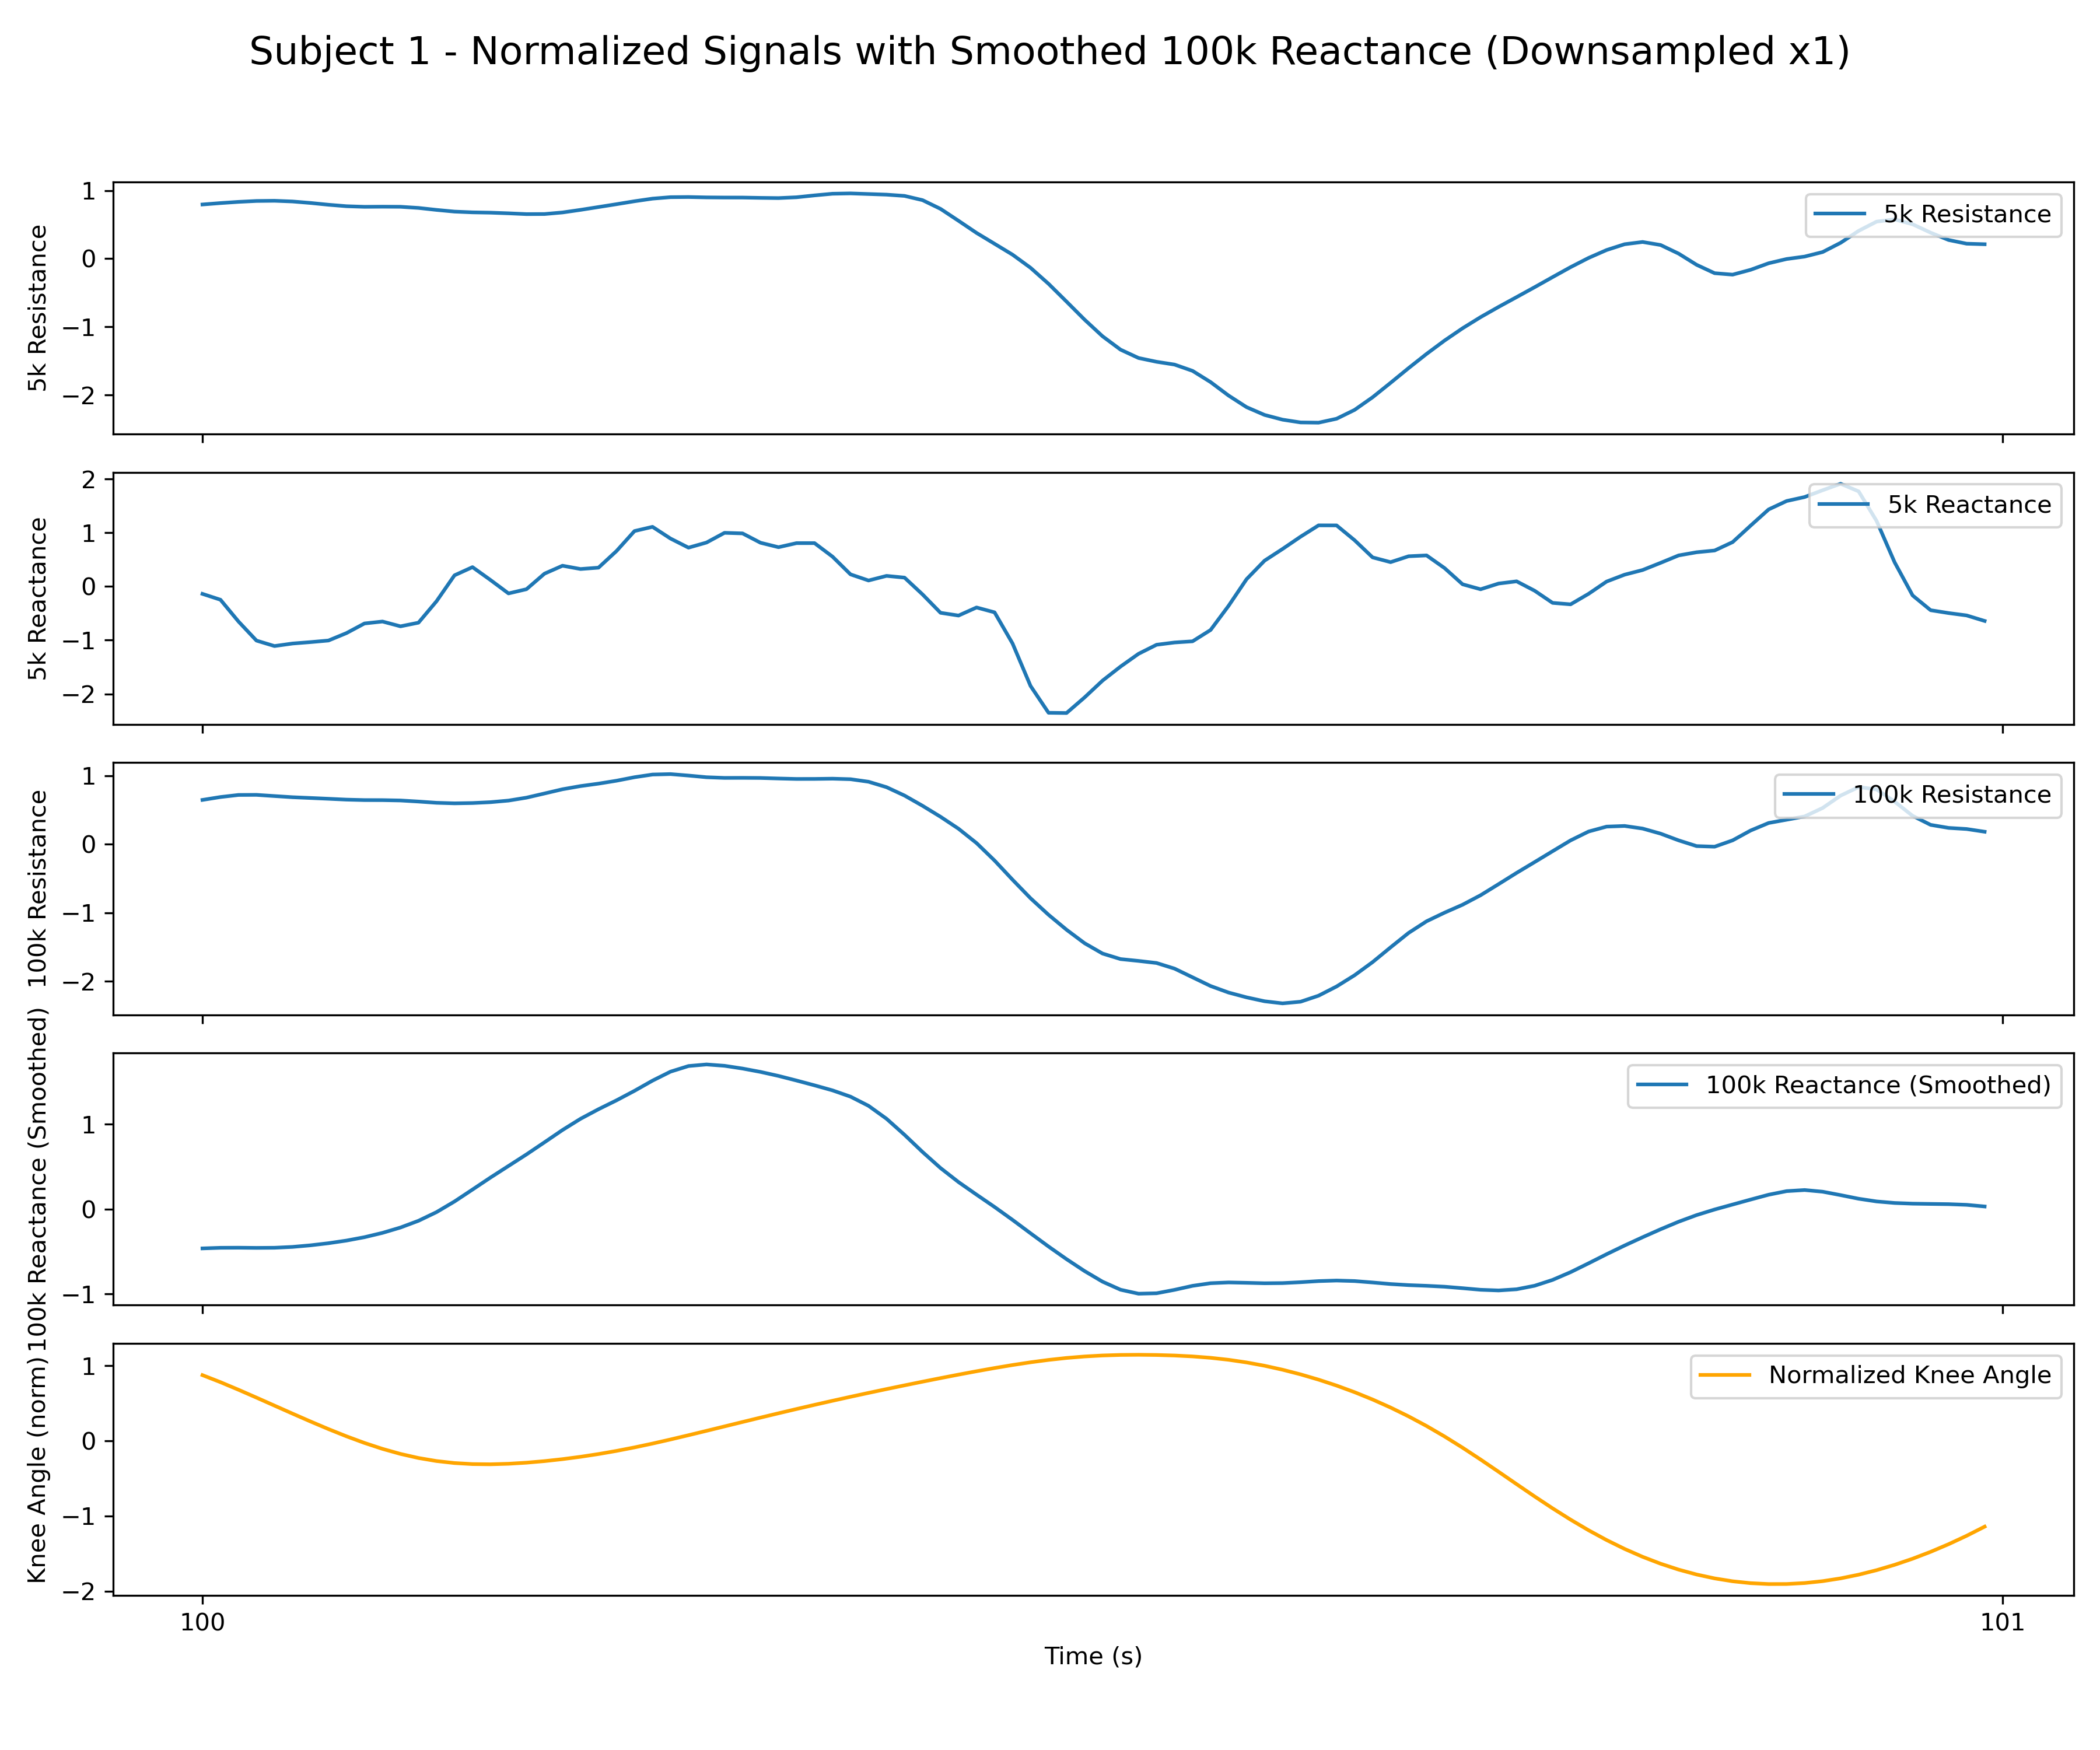 Subject 1 - Normalized Signals with Smoothed 100k Reactance (Downsampled x1)
5k Resistance
1
0
−1
−2
5k Resistance
5k Reactance
2
1
0
−1
−2
5k Reactance
100k Resistance
1
0
−1
−2
100k Resistance
100k Reactance (Smoothed)
1
0
−1
100k Reactance (Smoothed)
Knee Angle (norm)
1
0
−1
−2
Normalized Knee Angle
100
101
Time (s)